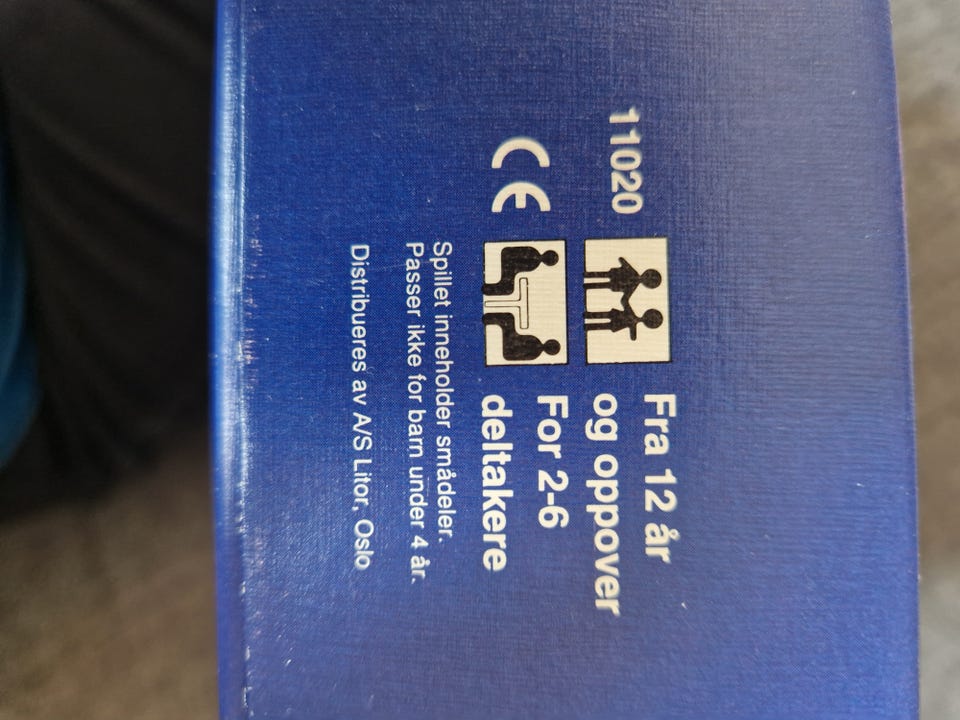 11020
Fra 12 år
og oppover
CE
For 2-6
deltakere
Spillet inneholder smådeler.
Passer ikke for barn under 4 år.
Distribueres av A/S Litor, Oslo